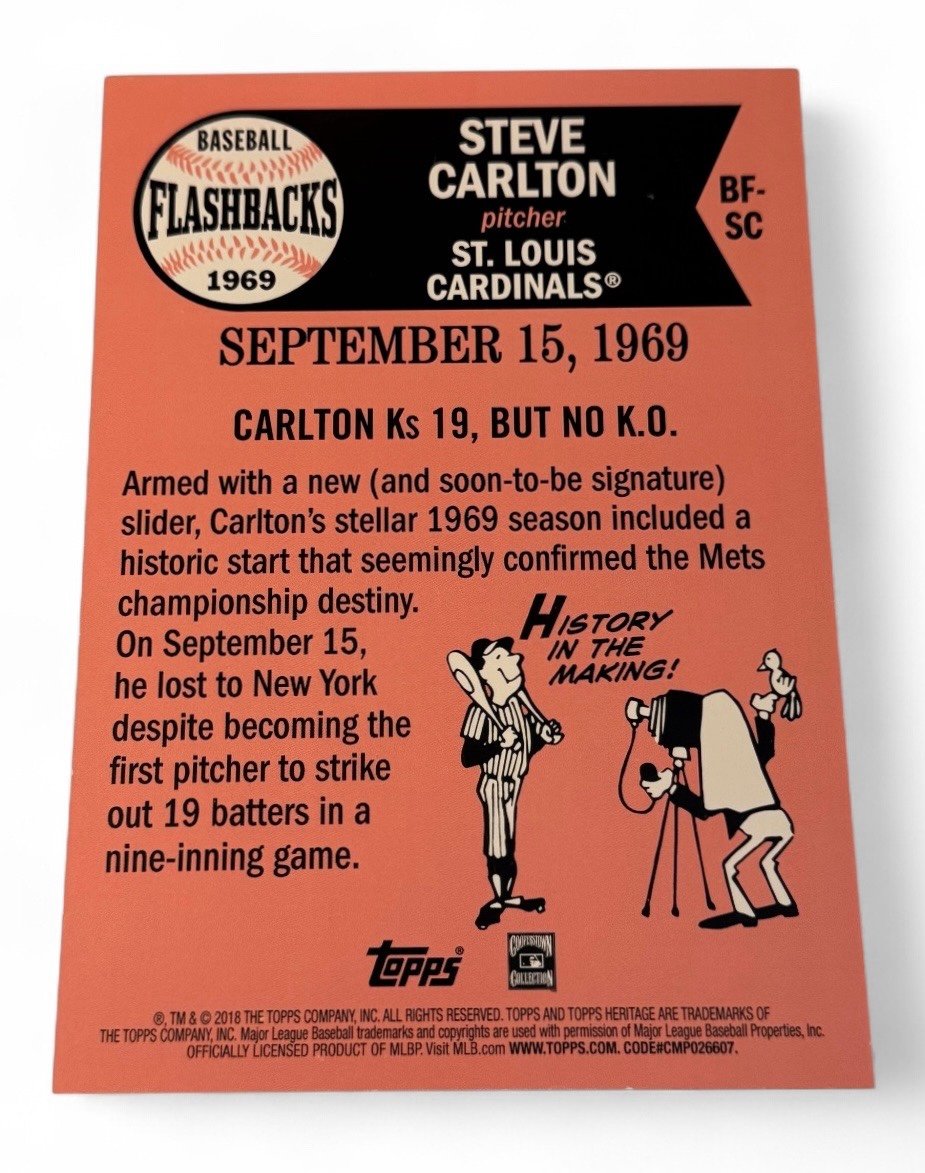 BASEBALL
FLASHBACKS
1969
STEVE
CARLTON
pitcher
ST. LOUIS
CARDINALS®
BF-
SC
SEPTEMBER 15, 1969
CARLTON Ks 19, BUT NO K.O.
Armed with a new (and soon-to-be signature)
slider, Carlton's stellar 1969 season included a
historic start that seemingly confirmed the Mets
championship destiny.
On September 15,
he lost to New York
despite becoming the
first pitcher to strike
out 19 batters in a
nine-inning game.
HISTORY
IN THE
MAKING!
topps®
COOPERSTOWN
COLLECTION
®, TM & © 2018 THE TOPPS COMPANY, INC. ALL RIGHTS RESERVED. TOPPS AND TOPPS HERITAGE ARE TRADEMARKS OF
THE TOPPS COMPANY, INC. Major League Baseball trademarks and copyrights are used with permission of Major League Baseball Properties, Inc.
OFFICIALLY LICENSED PRODUCT OF MLBP. Visit MLB.com WWW.TOPPS.COM. CODE#CMP026607.